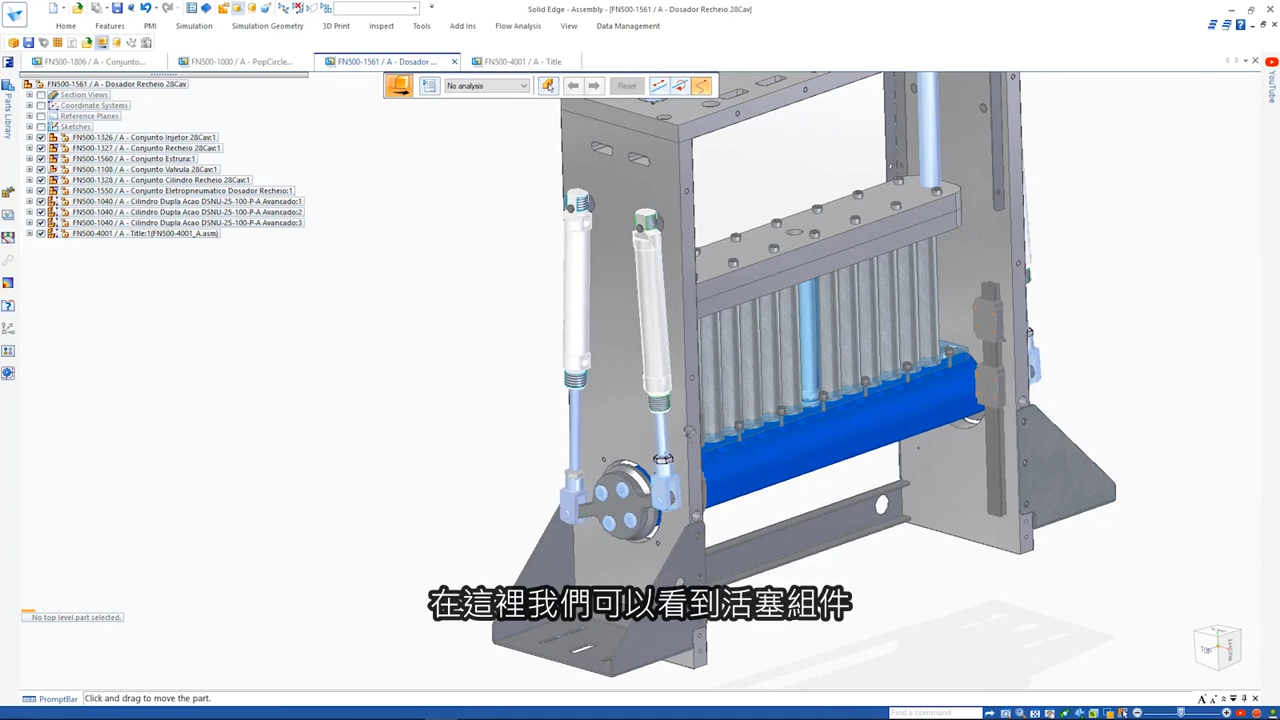 Solid Edge - Assembly - [FN500-1561 / A - Dosador Recheio 28Cav]
Home Features PMI Simulation Simulation Geometry 3D Print Tools Inspect Tools Add Ins Flow Analysis View Data Management
FN500-1806 / A - Conjunto...
FN500-1000 / A - PopCircle...
FN500-1561 / A - Dosador ...
FN500-4001 / A - Title
No analysis
Reset
FN500-1561 / A - Dosador Recheio 28Cav
Section Views
Coordinate Systems
Reference Planes
Sketches
FN500-1326 / A - Conjunto Injetor 28Cav:1
FN500-1327 / A - Conjunto Recheio 28Cav:1
FN500-1560 / A - Conjunto Estrura:1
FN500-1108 / A - Conjunto Valvula 28Cav:1
FN500-1328 / A - Conjunto Cilindro Recheio 28Cav:1
FN500-1550 / A - Conjunto Eletropneumatico Dosador Recheio:1
FN500-1040 / A - Cilindro Dupla Acao DSNU-25-100-P-A Avancado:1
FN500-1040 / A - Cilindro Dupla Acao DSNU-25-100-P-A Avancado:2
FN500-1040 / A - Cilindro Dupla Acao DSNU-25-100-P-A Avancado:3
FN500-4001 / A - Title:1(FN500-4001_A.asm)
Parts Library
YouTube
在這裡我們可以看到活塞組件
No top level part selected.
TOP
PromptBar
Click and drag to move the part.
Find a command